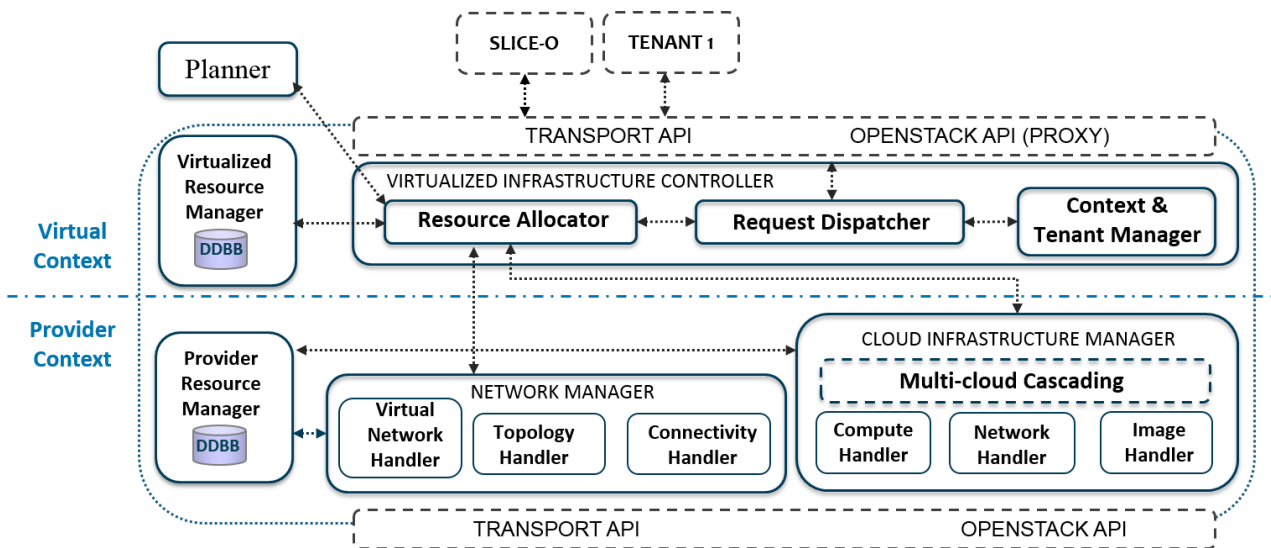 SLICE-O
TENANT 1
Planner
TRANSPORT API
OPENSTACK API (PROXY)
Virtualized
Resource
Manager
DDBB
VIRTUALIZED INFRASTRUCTURE CONTROLLER
Resource Allocator
Request Dispatcher
Context &
Tenant Manager
Virtual
Context
Provider
Context
Provider
Resource
Manager
DDBB
NETWORK MANAGER
Virtual
Network
Handler
Topology
Handler
Connectivity
Handler
CLOUD INFRASTRUCTURE MANAGER
Multi-cloud Cascading
Compute
Handler
Network
Handler
Image
Handler
TRANSPORT API
OPENSTACK API